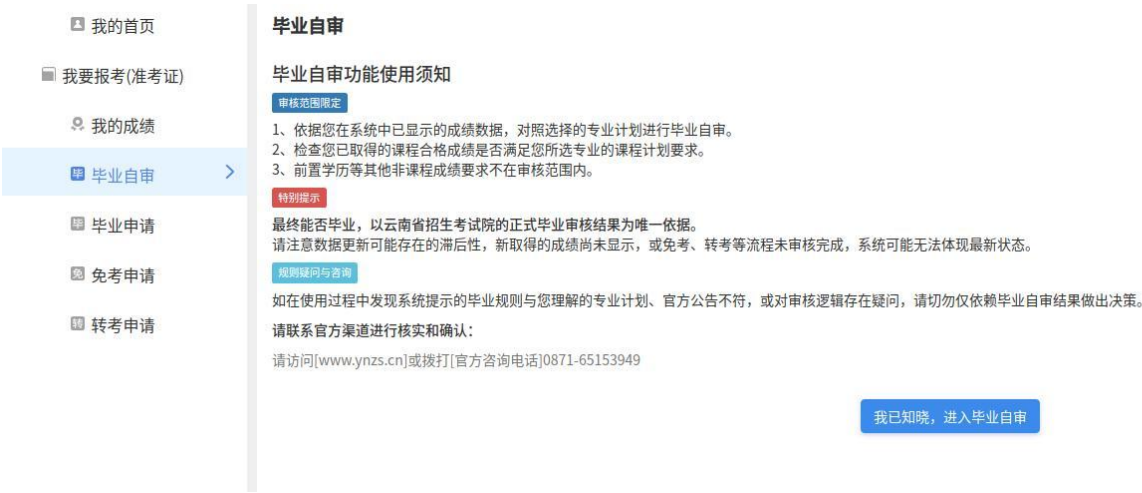 我的首页
我要报考(准考证)
我的成绩
毕业自审
毕业申请
免考申请
转考申请
毕业自审
毕业自审功能使用须知
审核范围限定
1、依据您在系统中已显示的成绩数据，对照选择的专业计划进行毕业自审。
2、检查您已取得的课程合格成绩是否满足您所选专业的课程计划要求。
3、前置学历等其他非课程成绩要求不在审核范围内。
特别提示
最终能否毕业，以云南省招生考试院的正式毕业审核结果为唯一依据。
请注意数据更新可能存在的滞后性，新取得的成绩尚未显示，或免考、转考等流程未审核完成，系统可能无法体现最新状态。
规则疑问与咨询
如在使用过程中发现系统提示的毕业规则与您理解的专业计划、官方公告不符，或对审核逻辑存在疑问，请切勿仅依赖毕业自审结果做出决策。
请联系官方渠道进行核实和确认：
请访问[www.ynzs.cn]或拨打[官方咨询电话]0871-65153949
我已知晓，进入毕业自审